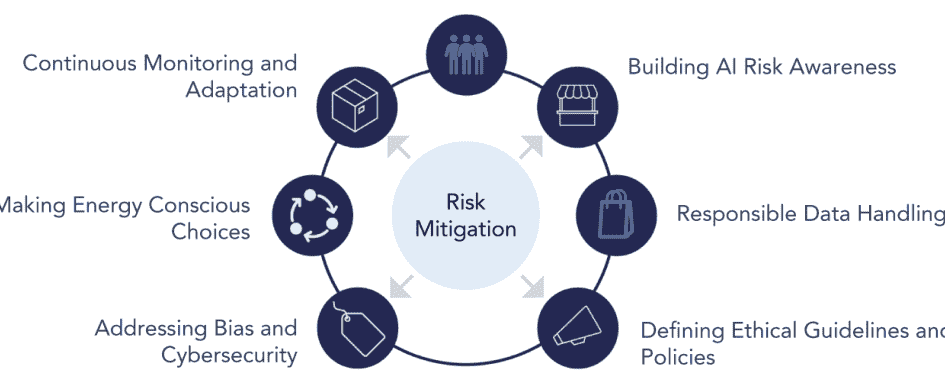 Continuous Monitoring and
Adaptation
Building AI Risk Awareness
Making Energy Conscious
Choices
Risk
Mitigation
Responsible Data Handling
Addressing Bias and
Cybersecurity
Defining Ethical Guidelines and
Policies